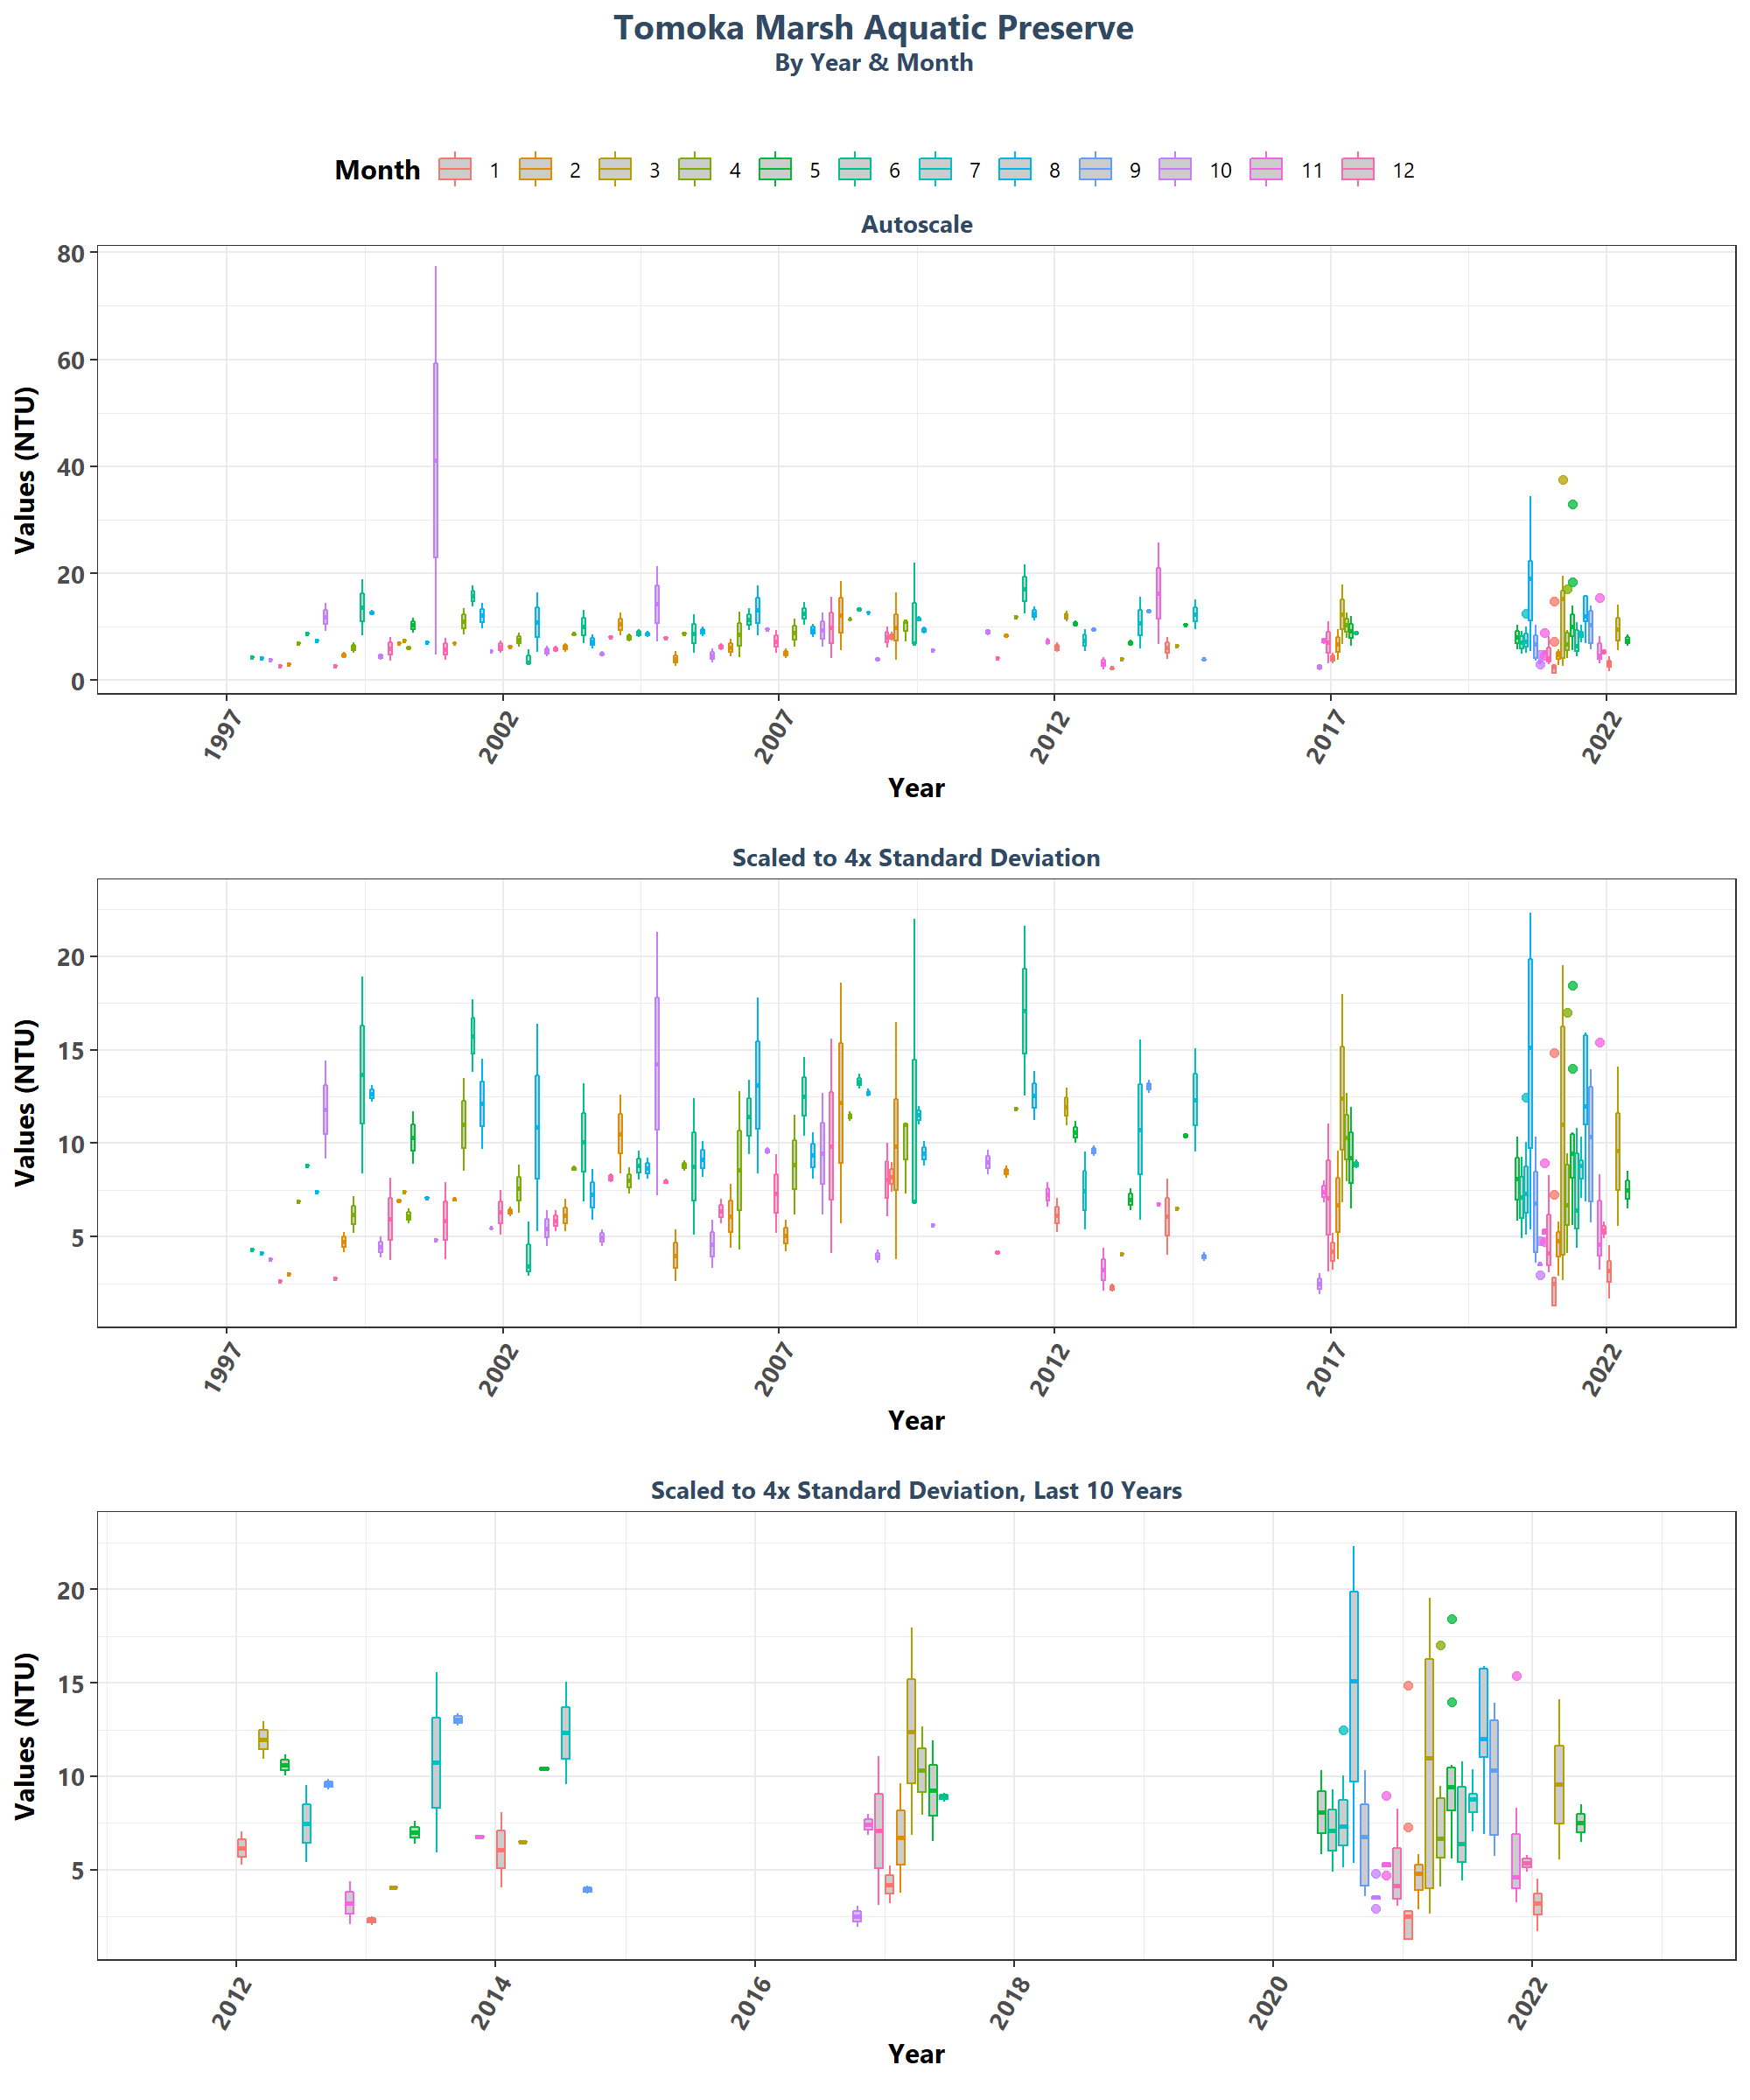 Tomoka Marsh Aquatic Preserve
By Year & Month
Month 1 2 3 4 5 6 7 8 9 10 11 12
Autoscale
Values (NTU)
80
60
40
20
0
1997 2002 2007 2012 2017 2022
Year
Scaled to 4x Standard Deviation
Values (NTU)
20
15
10
5
1997 2002 2007 2012 2017 2022
Year
Scaled to 4x Standard Deviation, Last 10 Years
Values (NTU)
20
15
10
5
2012 2014 2016 2018 2020 2022
Year